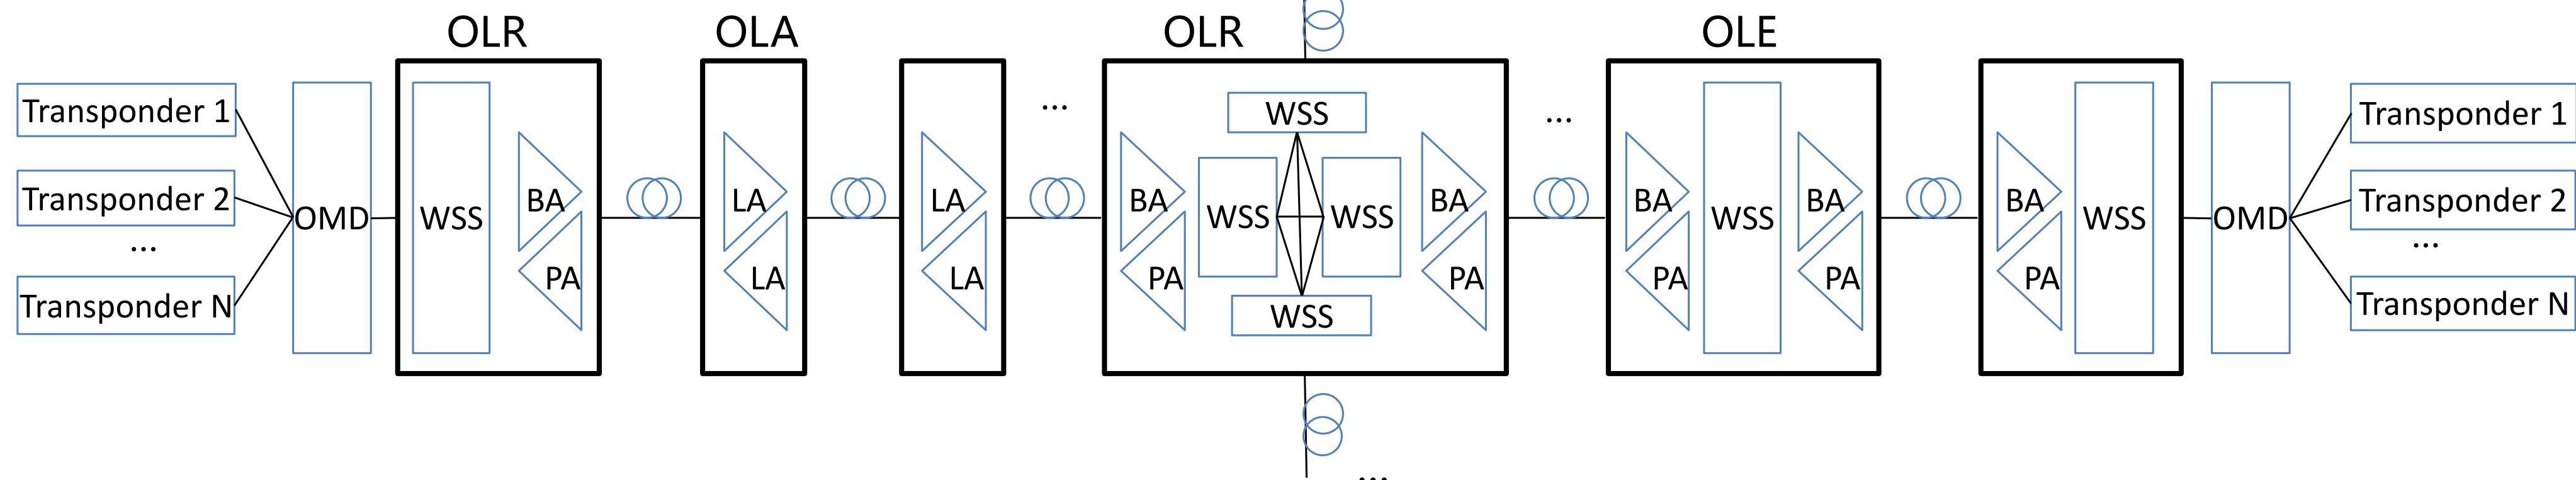 OLR
OLA
OLR
OLE
Transponder 1
Transponder 2
...
Transponder N
OMD
WSS
BA
PA
LA
LA
LA
LA
...
BA
PA
WSS
WSS
WSS
WSS
BA
PA
...
BA
PA
WSS
BA
PA
BA
PA
WSS
OMD
Transponder 1
Transponder 2
...
Transponder N
...